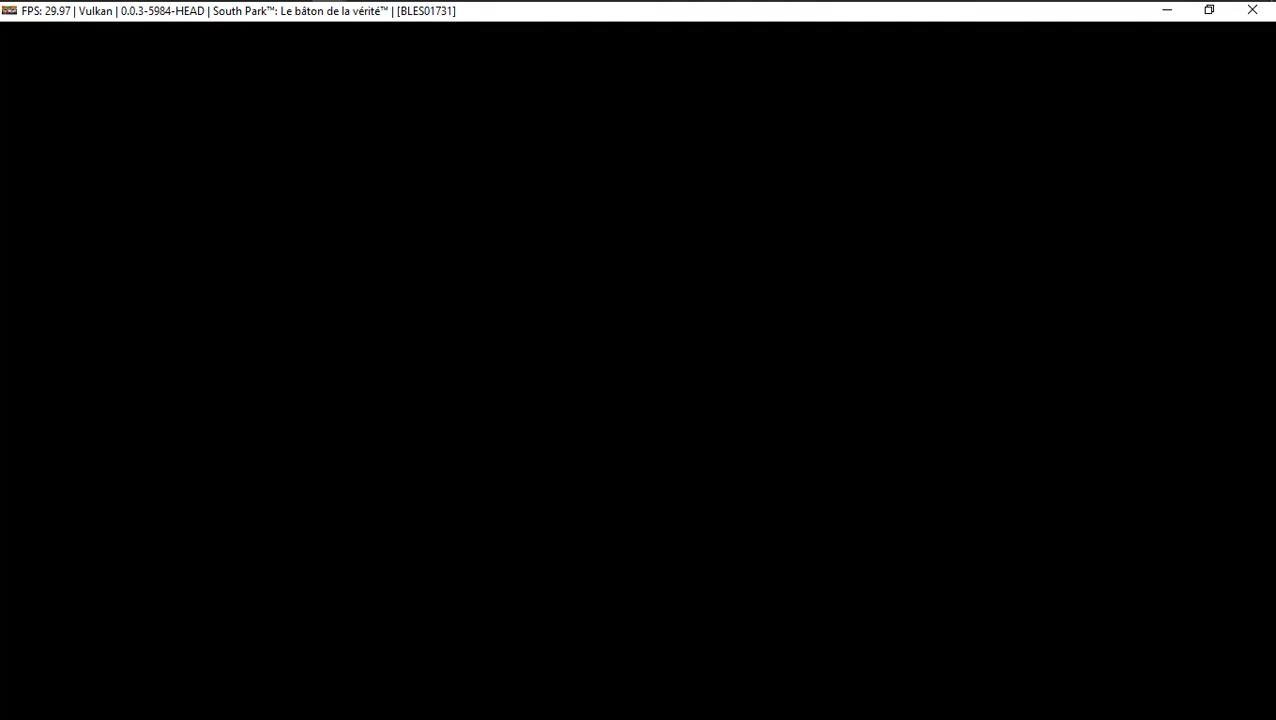 FPS: 29.97 | Vulkan | 0.0.3-5984-HEAD | South Park™: Le bâton de la vérité™ | [BLES01731]